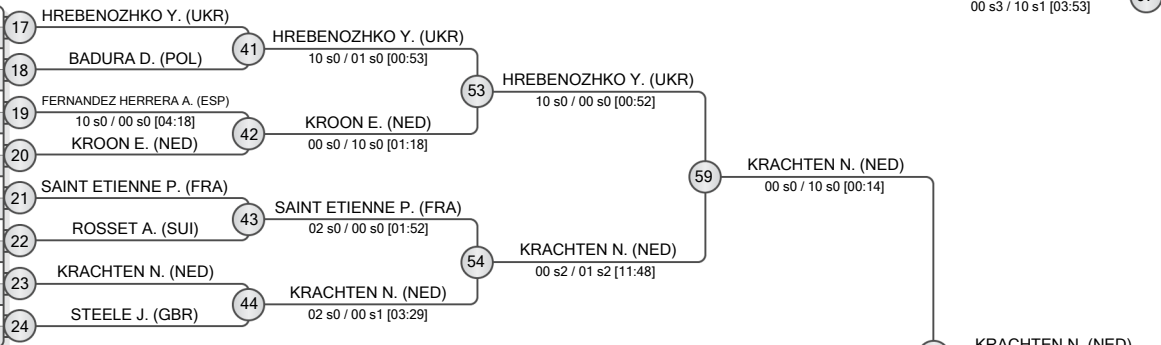 00 s3 / 10 s1 [03:53]
17
HREBENOZHKO Y. (UKR)
41
HREBENOZHKO Y. (UKR)
10 s0 / 01 s0 [00:53]
18
BADURA D. (POL)
53
HREBENOZHKO Y. (UKR)
10 s0 / 00 s0 [00:52]
19
FERNANDEZ HERRERA A. (ESP)
10 s0 / 00 s0 [04:18]
42
KROON E. (NED)
00 s0 / 10 s0 [01:18]
20
KROON E. (NED)
59
KRACHTEN N. (NED)
00 s0 / 10 s0 [00:14]
21
SAINT ETIENNE P. (FRA)
43
SAINT ETIENNE P. (FRA)
02 s0 / 00 s0 [01:52]
22
ROSSET A. (SUI)
54
KRACHTEN N. (NED)
00 s2 / 01 s2 [11:48]
23
KRACHTEN N. (NED)
44
KRACHTEN N. (NED)
02 s0 / 00 s1 [03:29]
24
STEELE J. (GBR)
KRACHTEN N. (NED)